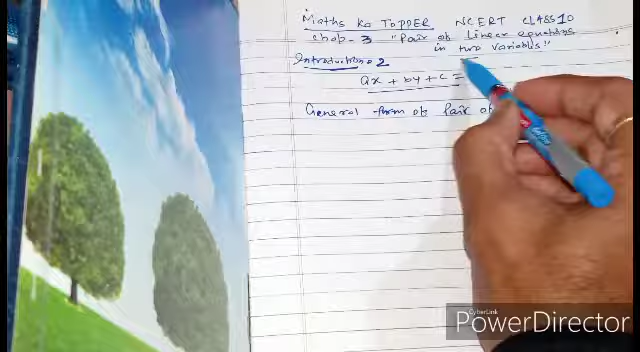 Maths Ka TOPPER NCERT CLASS 10
chap-3 "Pair of Linear equations
in two variables"
Introduction 2
ax + by + c =
General form of Pair of
CyberLink
PowerDirector